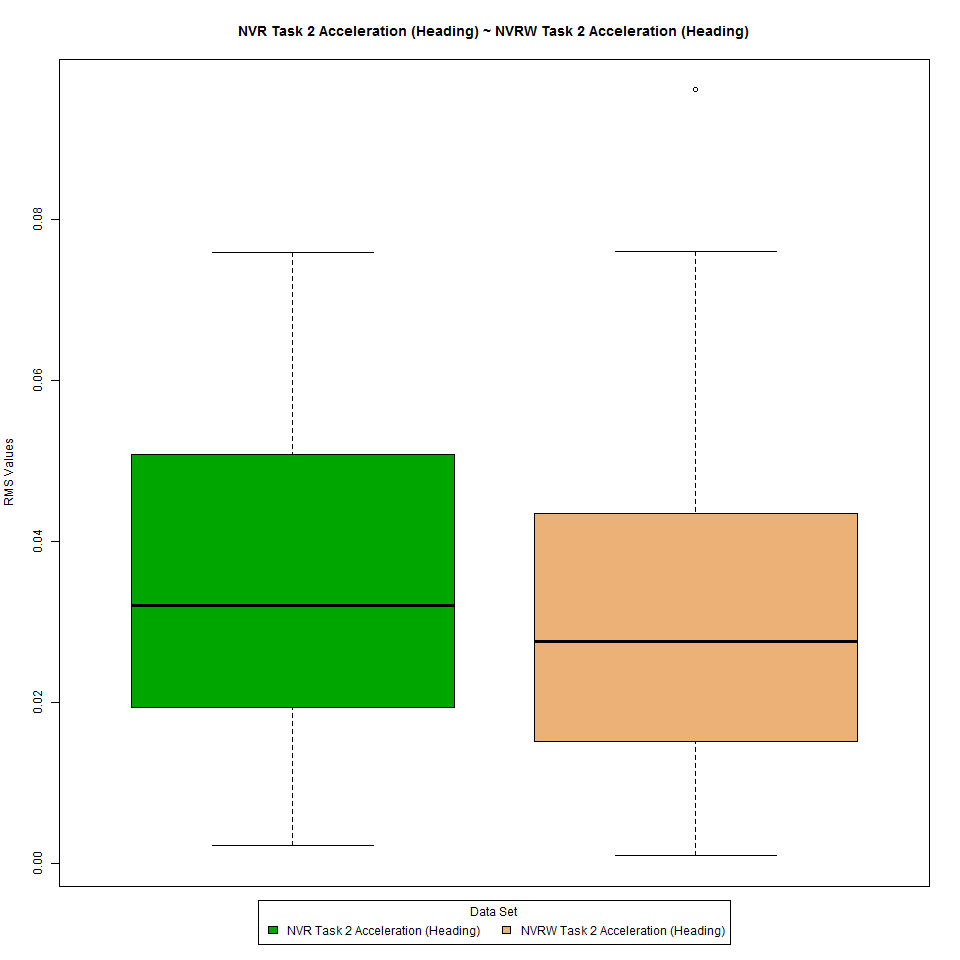 NVR Task 2 Acceleration (Heading) ~ NVRW Task 2 Acceleration (Heading)
RMS Values
0.08
0.06
0.04
0.02
0.00
Data Set
NVR Task 2 Acceleration (Heading) NVRW Task 2 Acceleration (Heading)